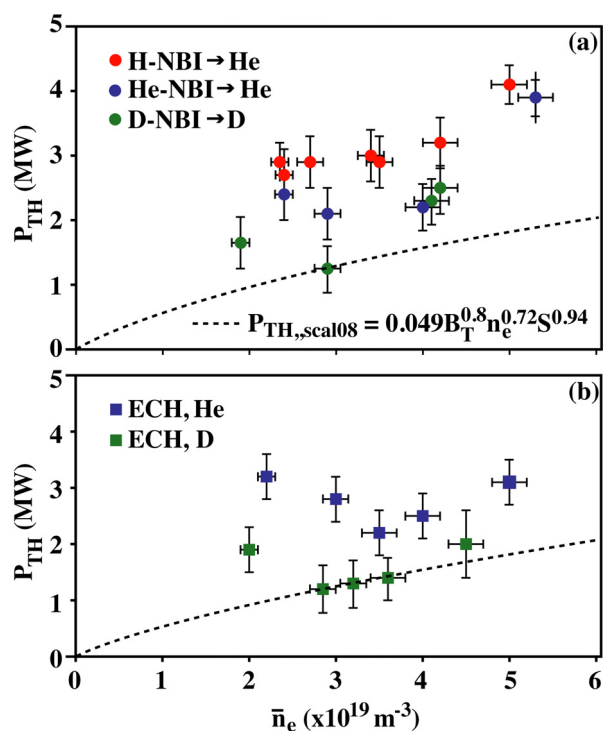 5
(a)
H-NBI→He
4
He-NBI→He
D-NBI→D
3
P_TH (MW)
2
1
P_TH,,scal08 = 0.049B_T^0.8 n_e^0.72 S^0.94
0
5
(b)
ECH, He
4
ECH, D
3
P_TH (MW)
2
1
0
0 1 2 3 4 5 6
n̄_e (x10^19 m^-3)